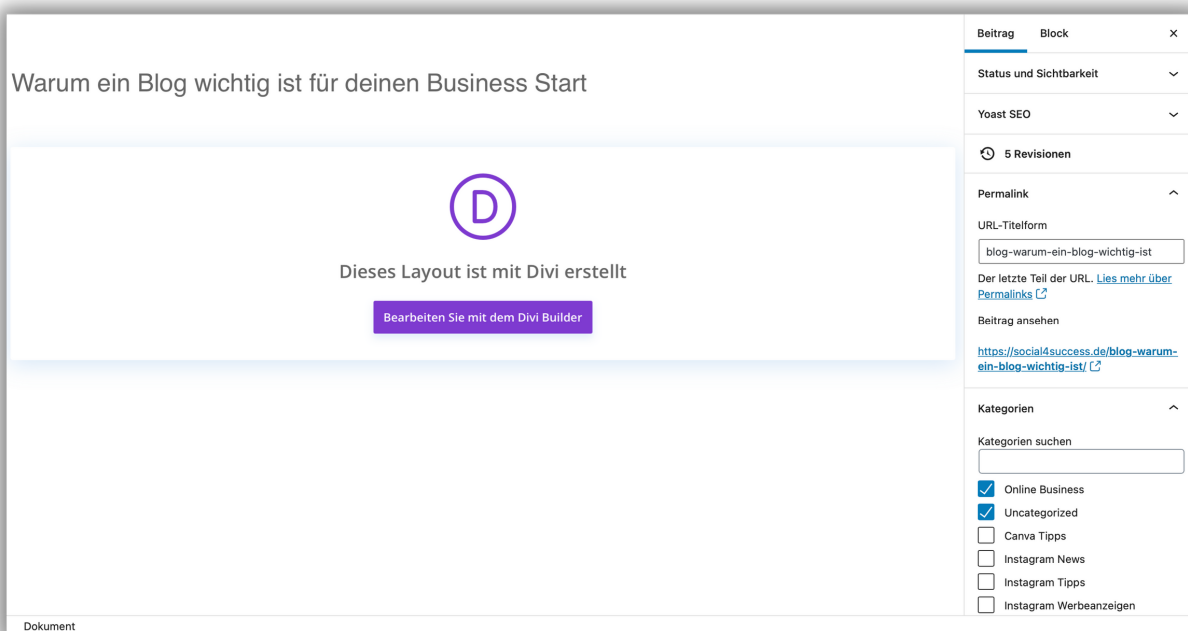 Warum ein Blog wichtig ist für deinen Business Start
D
Dieses Layout ist mit Divi erstellt
Bearbeiten Sie mit dem Divi Builder
Beitrag Block
Status und Sichtbarkeit
Yoast SEO
5 Revisionen
Permalink
URL-Titelform
blog-warum-ein-blog-wichtig-ist
Der letzte Teil der URL. Lies mehr über
Permalinks
Beitrag ansehen
https://social4success.de/blog-warum-
ein-blog-wichtig-ist/
Kategorien
Kategorien suchen
Online Business
Uncategorized
Canva Tipps
Instagram News
Instagram Tipps
Instagram Werbeanzeigen
Dokument